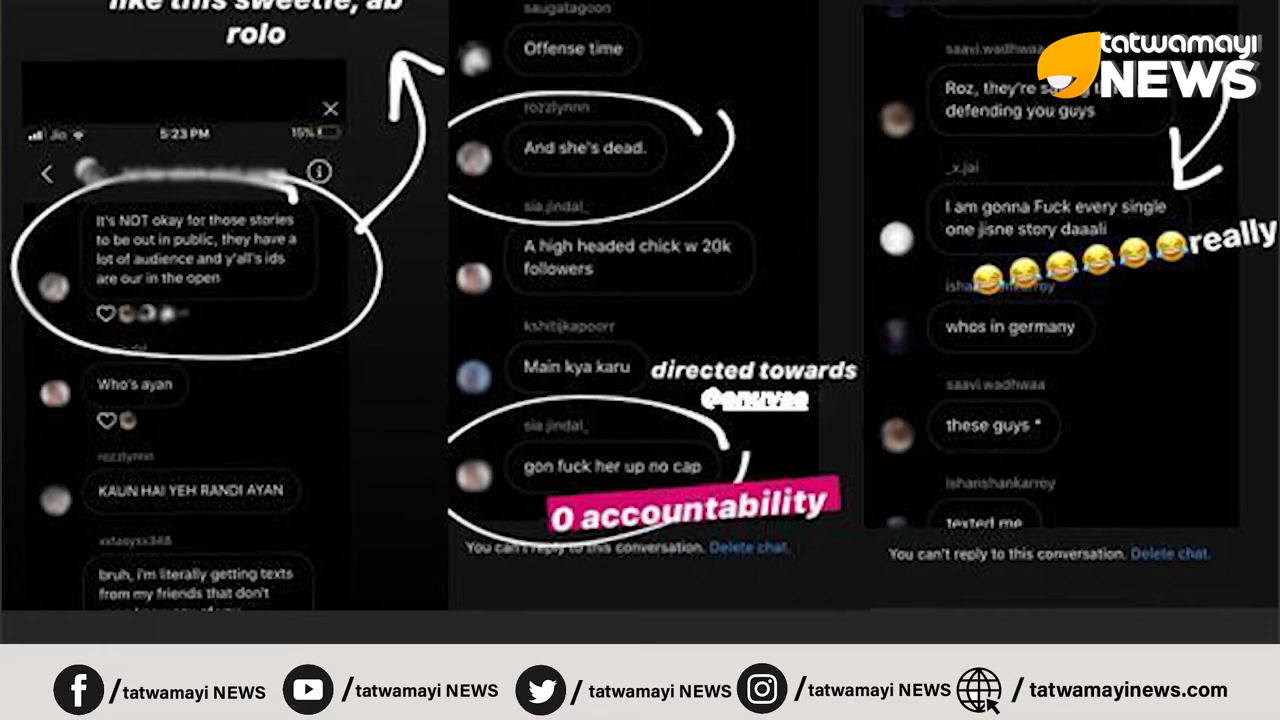 like this sweetie, ab
rolo
Jio
5:23 PM
15%
It's NOT okay for those stories
to be out in public, they have a
lot of audience and y'all's ids
are our in the open
Who's ayan
rozzlynnn
KAUN HAI YEH RANDI AYAN
xxtasyxx348
bruh, i'm literally getting texts
from my friends that don't
saugatagoon
Offense time
rozzlynnn
And she's dead.
sia.jindal_
A high headed chick w 20k
followers
kshitijkapoorr
Main kya karu
directed towards
sia.jindal_
gon fuck her up no cap
0 accountability
You can't reply to this conversation. Delete chat.
saavi.wadhwaa
Roz, they're
defending you guys
_x.jai
I am gonna Fuck every single
one jisne story daaali
😂😂😂😂😂😂really
whos in germany
saavi.wadhwaa
these guys *
ishanshankarroy
texted me
You can't reply to this conversation. Delete chat.
tatwamayi
NEWS
/tatwamayi NEWS
/tatwamayi NEWS
/ tatwamayi NEWS
/tatwamayi NEWS
/ tatwamayinews.com